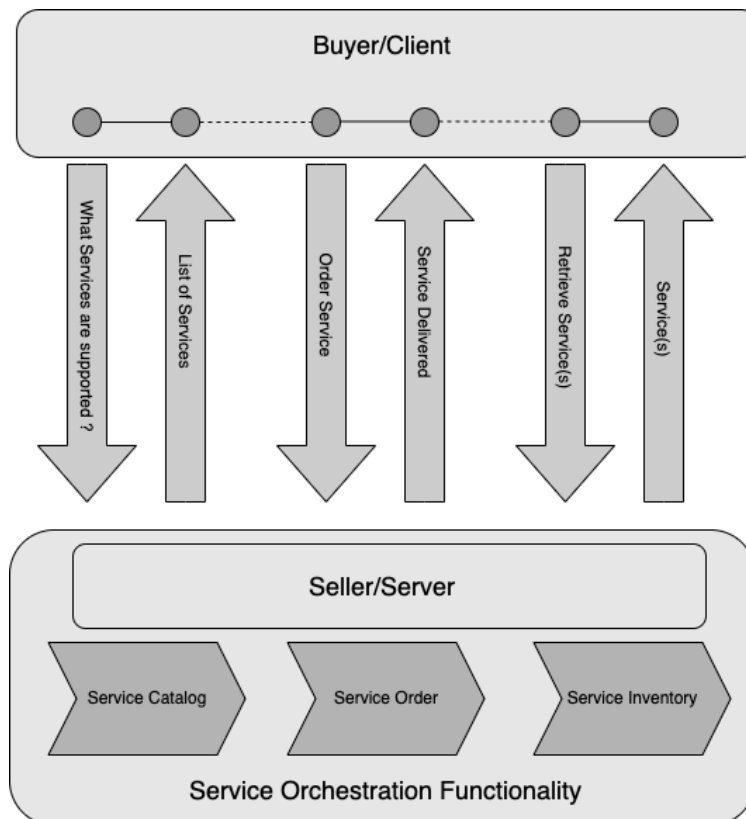 Buyer/Client
What Services are supported ?
List of Services
Order Service
Service Delivered
Retrieve Service(s)
Service(s)
Seller/Server
Service Catalog
Service Order
Service Inventory
Service Orchestration Functionality